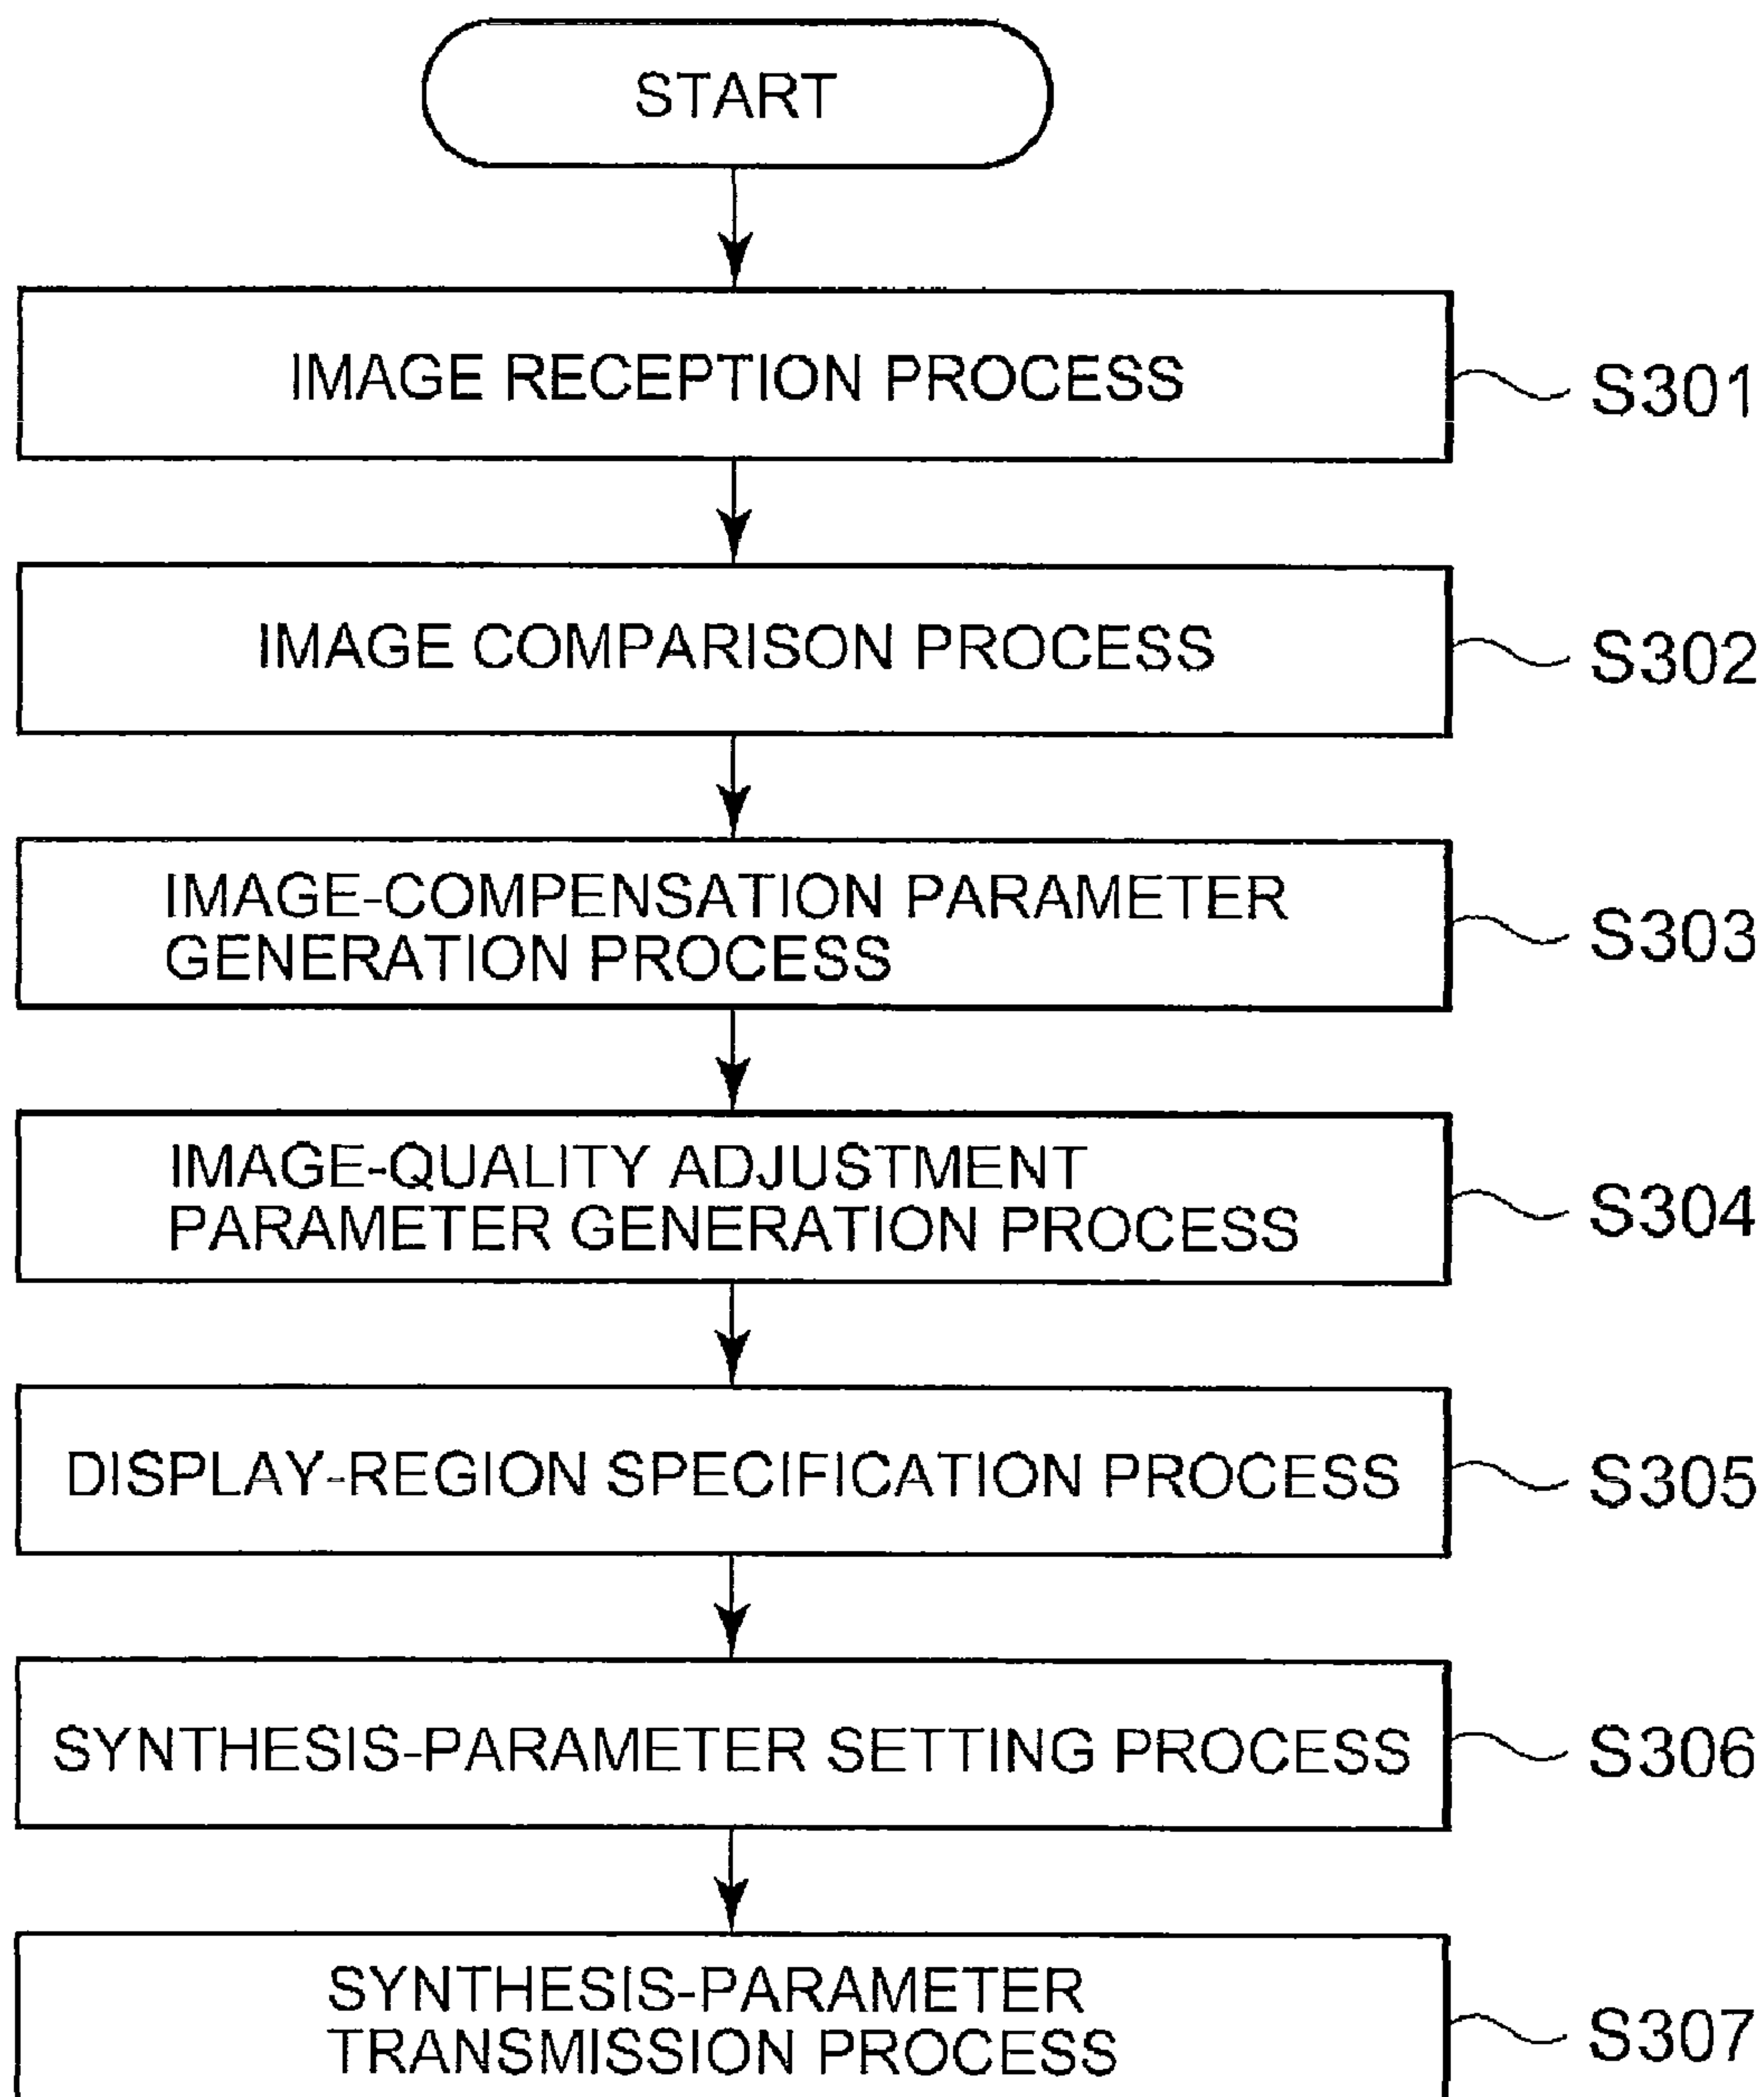 START
IMAGE RECEPTION PROCESS
S301
IMAGE COMPARISON PROCESS
S302
IMAGE-COMPENSATION PARAMETER
GENERATION PROCESS
S303
IMAGE-QUALITY ADJUSTMENT
PARAMETER GENERATION PROCESS
S304
DISPLAY-REGION SPECIFICATION PROCESS
S305
SYNTHESIS-PARAMETER SETTING PROCESS
S306
SYNTHESIS-PARAMETER
TRANSMISSION PROCESS
S307